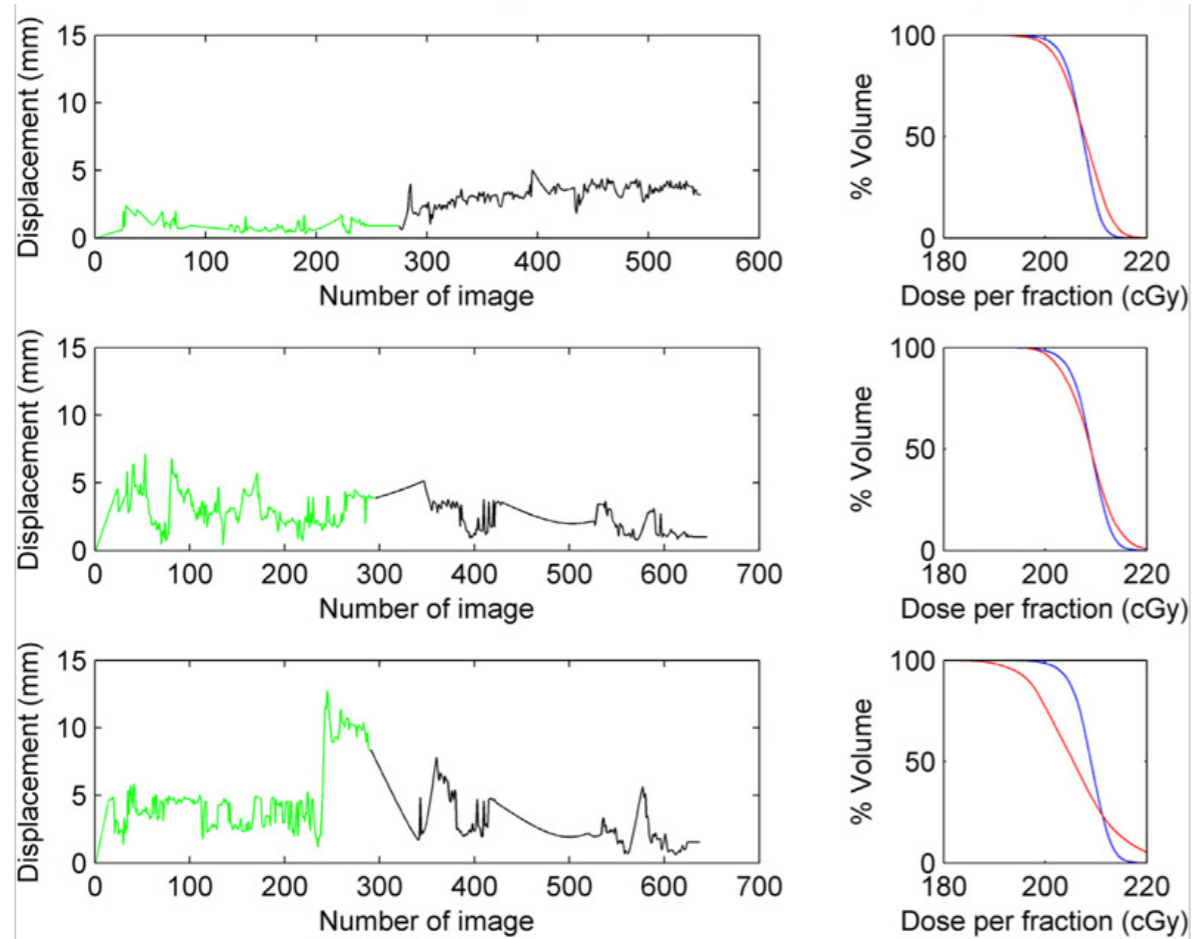 Displacement (mm)
15
10
5
0
0 100 200 300 400 500 600
Number of image
% Volume
100
50
0
180 200 220
Dose per fraction (cGy)
Displacement (mm)
15
10
5
0
0 100 200 300 400 500 600 700
Number of image
% Volume
100
50
0
180 200 220
Dose per fraction (cGy)
Displacement (mm)
15
10
5
0
0 100 200 300 400 500 600 700
Number of image
% Volume
100
50
0
180 200 220
Dose per fraction (cGy)